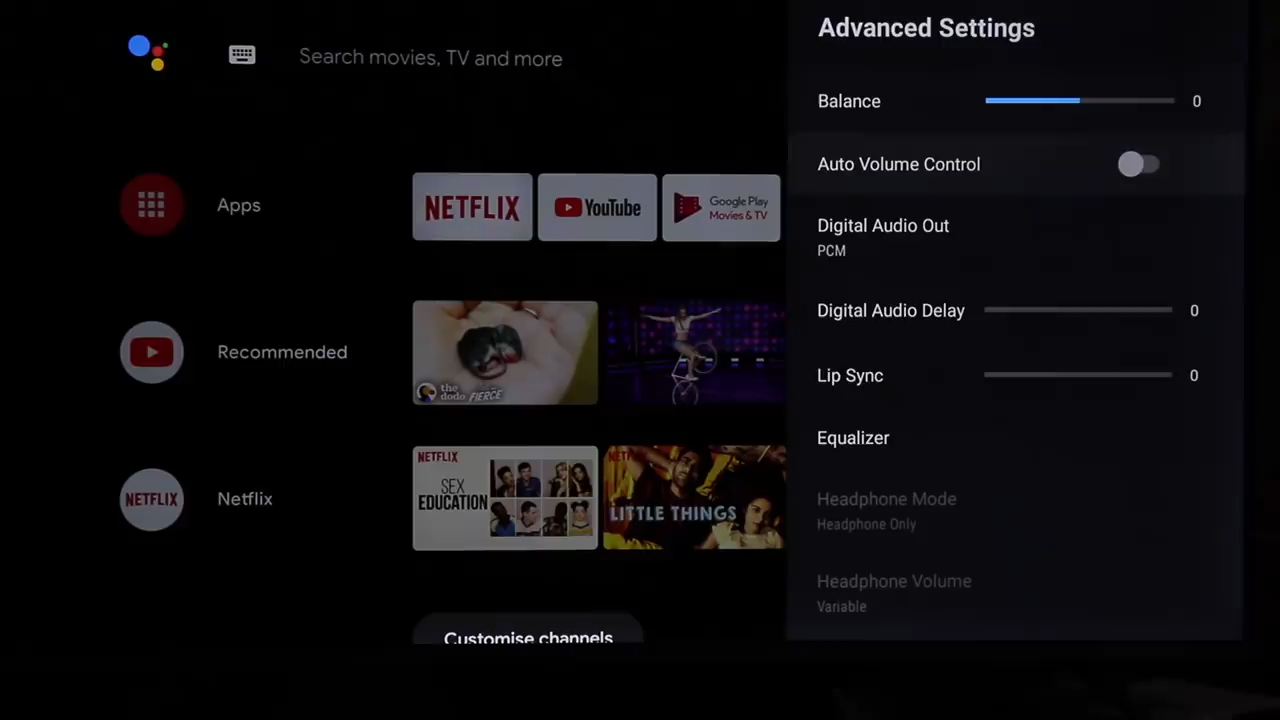 Search movies, TV and more
Apps
NETFLIX
YouTube
Google Play
Movies & TV
Recommended
the
dodo
FIERCE
Netflix
NETFLIX
NETFLIX
SEX
EDUCATION
LITTLE THINGS
Customise channels
Advanced Settings
Balance 0
Auto Volume Control
Digital Audio Out
PCM
Digital Audio Delay 0
Lip Sync 0
Equalizer
Headphone Mode
Headphone Only
Headphone Volume
Variable